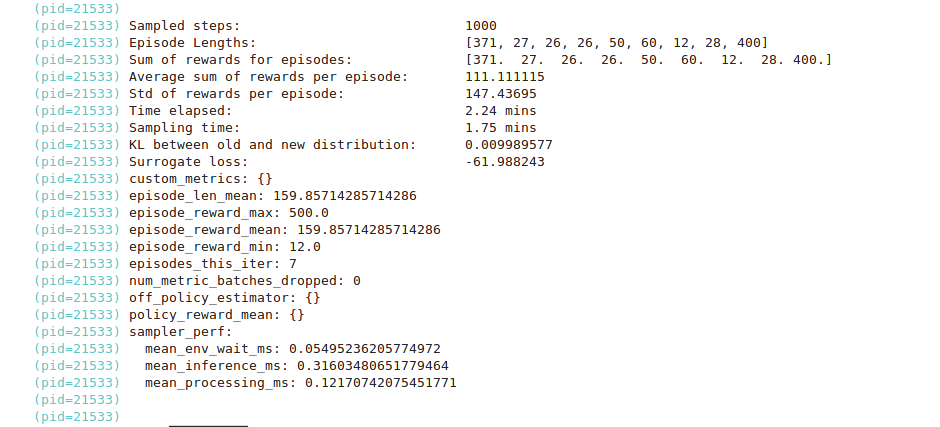 (pid=21533)
(pid=21533) Sampled steps: 1000
(pid=21533) Episode Lengths: [371, 27, 26, 26, 50, 60, 12, 28, 400]
(pid=21533) Sum of rewards for episodes: [371. 27. 26. 26. 50. 60. 12. 28. 400.]
(pid=21533) Average sum of rewards per episode: 111.111115
(pid=21533) Std of rewards per episode: 147.43695
(pid=21533) Time elapsed: 2.24 mins
(pid=21533) Sampling time: 1.75 mins
(pid=21533) KL between old and new distribution: 0.009989577
(pid=21533) Surrogate loss: -61.988243
(pid=21533) custom_metrics: {}
(pid=21533) episode_len_mean: 159.85714285714286
(pid=21533) episode_reward_max: 500.0
(pid=21533) episode_reward_mean: 159.85714285714286
(pid=21533) episode_reward_min: 12.0
(pid=21533) episodes_this_iter: 7
(pid=21533) num_metric_batches_dropped: 0
(pid=21533) off_policy_estimator: {}
(pid=21533) policy_reward_mean: {}
(pid=21533) sampler_perf:
(pid=21533)   mean_env_wait_ms: 0.05495236205774972
(pid=21533)   mean_inference_ms: 0.31603480651779464
(pid=21533)   mean_processing_ms: 0.12170742075451771
(pid=21533)
(pid=21533)